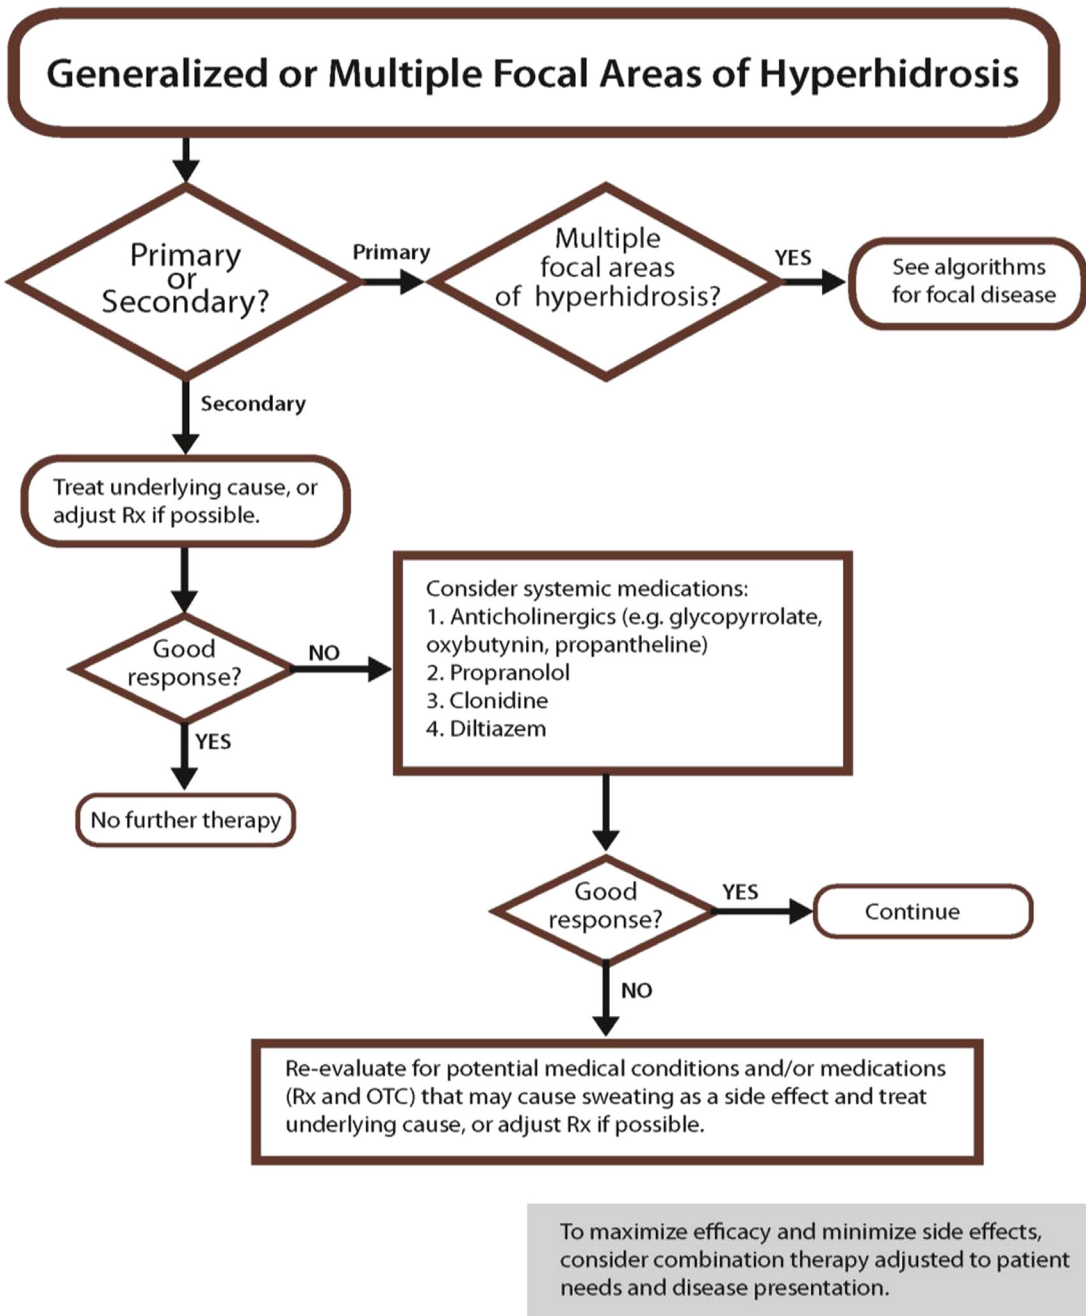 Generalized or Multiple Focal Areas of Hyperhidrosis
Primary
or
Secondary?
Primary
Multiple
focal areas
of hyperhidrosis?
YES
See algorithms
for focal disease
Secondary
Treat underlying cause, or
adjust Rx if possible.
Good
response?
NO
Consider systemic medications:
1. Anticholinergics (e.g. glycopyrrolate,
oxybutynin, propantheline)
2. Propranolol
3. Clonidine
4. Diltiazem
YES
No further therapy
Good
response?
YES
Continue
NO
Re-evaluate for potential medical conditions and/or medications
(Rx and OTC) that may cause sweating as a side effect and treat
underlying cause, or adjust Rx if possible.
To maximize efficacy and minimize side effects,
consider combination therapy adjusted to patient
needs and disease presentation.